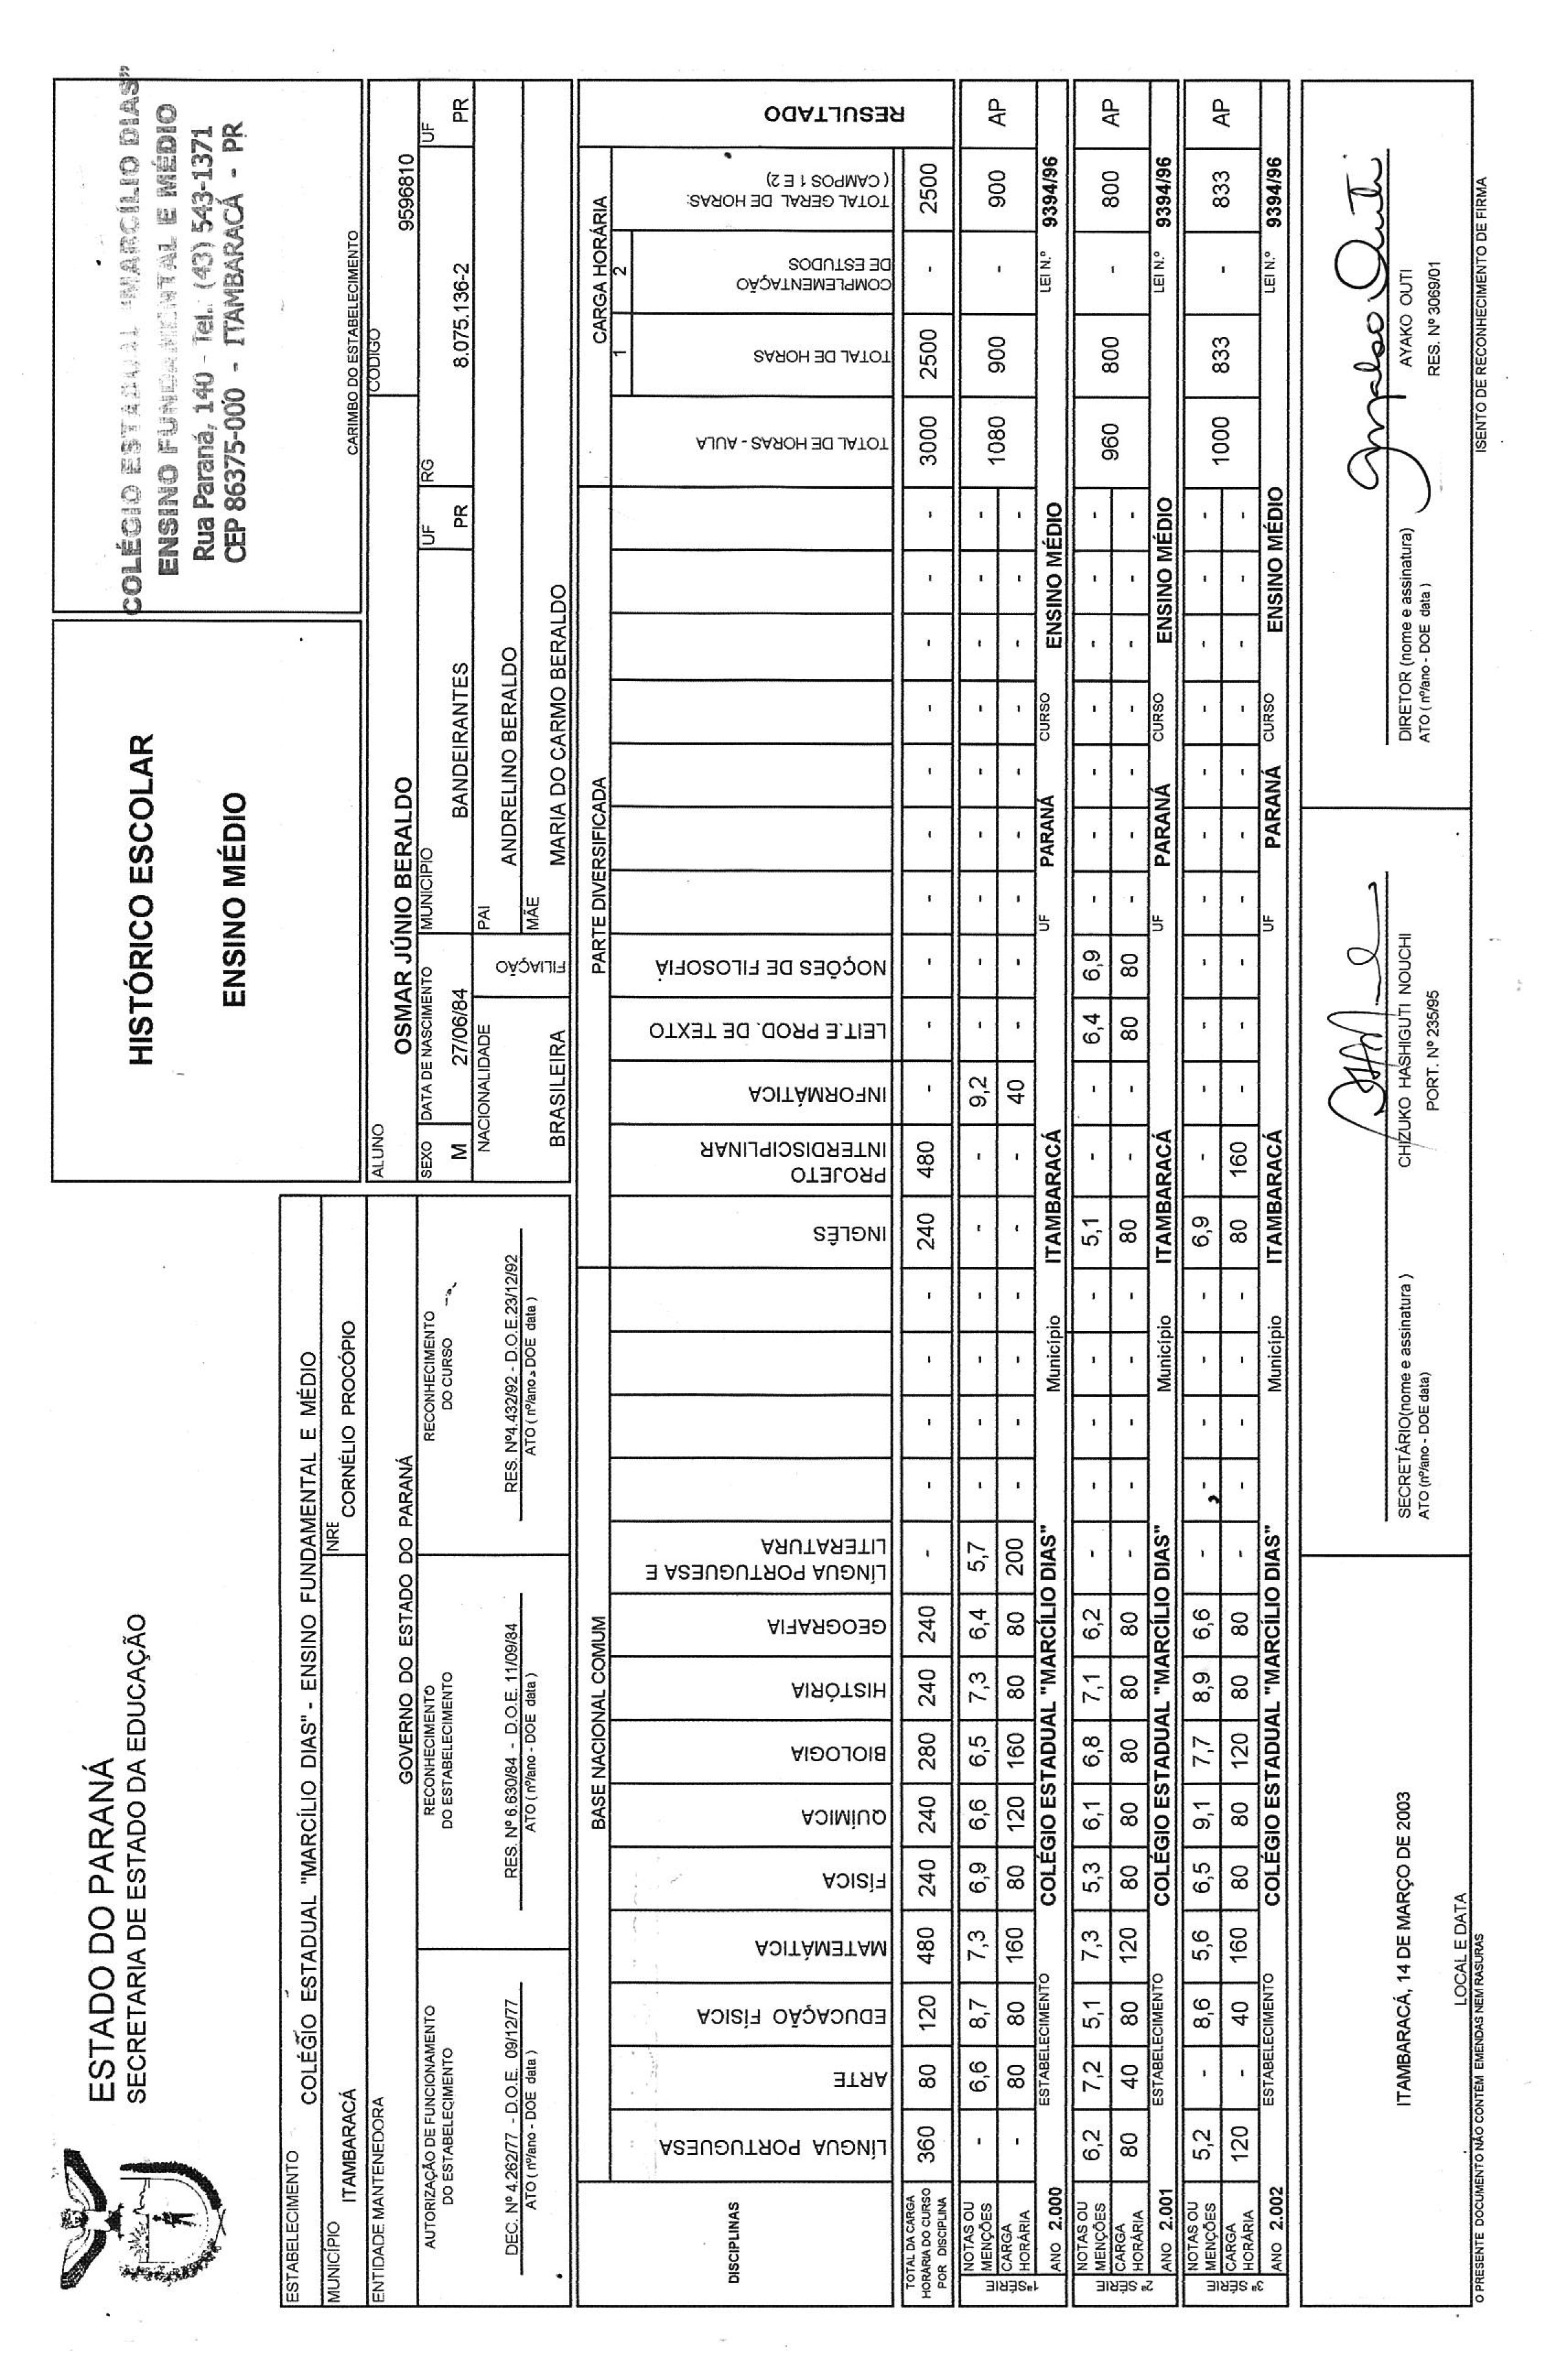 ESTADO DO PARANÁ
SECRETARIA DE ESTADO DA EDUCAÇÃO
HISTÓRICO ESCOLAR
ENSINO MÉDIO
COLÉGIO ESTADUAL "MARCÍLIO DIAS"
ENSINO FUNDAMENTAL E MÉDIO
Rua Paraná, 140 - Tel.: (43) 543-1371
CEP 86375-000 - ITAMBARACÁ - PR
CARIMBO DO ESTABELECIMENTO
ESTABELECIMENTO
COLÉGIO ESTADUAL "MARCÍLIO DIAS" - ENSINO FUNDAMENTAL E MÉDIO
MUNICÍPIO
ITAMBARACÁ
NRE
CORNÉLIO PROCÓPIO
ENTIDADE MANTENEDORA
GOVERNO DO ESTADO DO PARANÁ
AUTORIZAÇÃO DE FUNCIONAMENTO
DO ESTABELECIMENTO
DEC. Nº 4.262/77 - D.O.E. 09/12/77
ATO ( nº/ano - DOE data )
RECONHECIMENTO
DO ESTABELECIMENTO
RES. Nº 6.630/84 - D.O.E. 11/09/84
ATO ( nº/ano - DOE data )
RECONHECIMENTO
DO CURSO
RES. Nº4.432/92 - D.O.E.23/12/92
ATO ( nº/ano - DOE data )
ALUNO
OSMAR JÚNIO BERALDO
CÓDIGO
9596810
SEXO
M
DATA DE NASCIMENTO
27/06/84
MUNICÍPIO
BANDEIRANTES
UF
PR
RG
8.075.136-2
UF
PR
NACIONALIDADE
BRASILEIRA
FILIAÇÃO
PAI
ANDRELINO BERALDO
MÃE
MARIA DO CARMO BERALDO
DISCIPLINAS
BASE NACIONAL COMUM
PARTE DIVERSIFICADA
CARGA HORÁRIA
1
2
LÍNGUA PORTUGUESA
ARTE
EDUCAÇÃO FÍSICA
MATEMÁTICA
FÍSICA
QUÍMICA
BIOLOGIA
HISTÓRIA
GEOGRAFIA
LÍNGUA PORTUGUESA E
LITERATURA
INGLÊS
PROJETO
INTERDISCIPLINAR
INFORMÁTICA
LEIT.E PROD. DE TEXTO
NOÇÕES DE FILOSOFIA
TOTAL DE HORAS - AULA
TOTAL DE HORAS
COMPLEMENTAÇÃO
DE ESTUDOS
TOTAL GERAL DE HORAS:
( CAMPOS 1 E 2)
RESULTADO
TOTAL DA CARGA
HORÁRIA DO CURSO
POR DISCIPLINA
360 80 120 480 240 240 280 240 240 - - - - - 240 480 - - - - - - - - - - 3000 2500 - 2500
1ª SÉRIE
NOTAS OU
MENÇÕES
- 6,6 8,7 7,3 6,9 6,6 6,5 7,3 6,4 5,7 - - - - - - 9,2 - - - - - - - - - 1080 900 - 900 AP
CARGA
HORÁRIA
- 80 80 160 80 120 160 80 80 200 - - - - - - 40 - - - - - - - - -
ANO 2.000 ESTABELECIMENTO COLÉGIO ESTADUAL "MARCÍLIO DIAS" Município ITAMBARACÁ UF PARANÁ CURSO ENSINO MÉDIO LEI N.º 9394/96
2ª SÉRIE
NOTAS OU
MENÇÕES
6,2 7,2 5,1 7,3 5,3 6,1 6,8 7,1 6,2 - - - - - 5,1 - - 6,4 6,9 - - - - - - - 960 800 - 800 AP
CARGA
HORÁRIA
80 40 80 120 80 80 80 80 80 - - - - - 80 - - 80 80 - - - - - - -
ANO 2.001 ESTABELECIMENTO COLÉGIO ESTADUAL "MARCÍLIO DIAS" Município ITAMBARACÁ UF PARANÁ CURSO ENSINO MÉDIO LEI N.º 9394/96
3ª SÉRIE
NOTAS OU
MENÇÕES
5,2 - 8,6 5,6 6,5 9,1 7,7 8,9 6,6 - - - - - 6,9 - - - - - - - - - - - 1000 833 - 833 AP
CARGA
HORÁRIA
120 - 40 160 80 80 120 80 80 - - - - - 80 160 - - - - - - - - - -
ANO 2.002 ESTABELECIMENTO COLÉGIO ESTADUAL "MARCÍLIO DIAS" Município ITAMBARACÁ UF PARANÁ CURSO ENSINO MÉDIO LEI N.º 9394/96
ITAMBARACÁ, 14 DE MARÇO DE 2003
LOCAL E DATA
SECRETÁRIO(nome e assinatura )
ATO (nº/ano - DOE data)
CHIZUKO HASHIGUTI NOUCHI
PORT. Nº 235/95
DIRETOR (nome e assinatura)
ATO ( nº/ano - DOE data )
AYAKO OUTI
RES. Nº 3069/01
O PRESENTE DOCUMENTO NÃO CONTÉM EMENDAS NEM RASURAS
ISENTO DE RECONHECIMENTO DE FIRMA